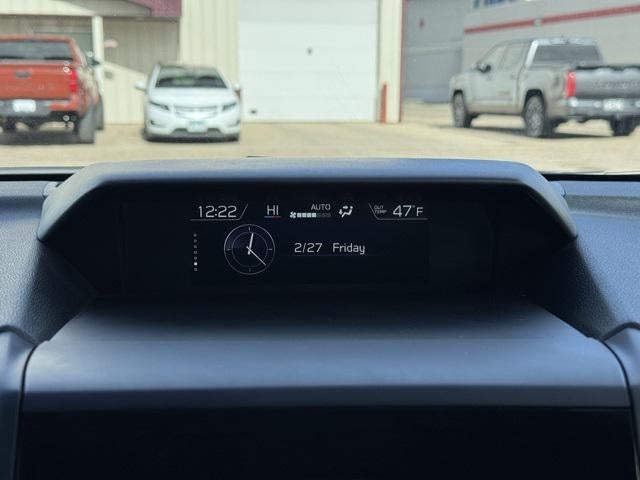 12:22 HI AUTO OUT TEMP 47°F
2/27 Friday